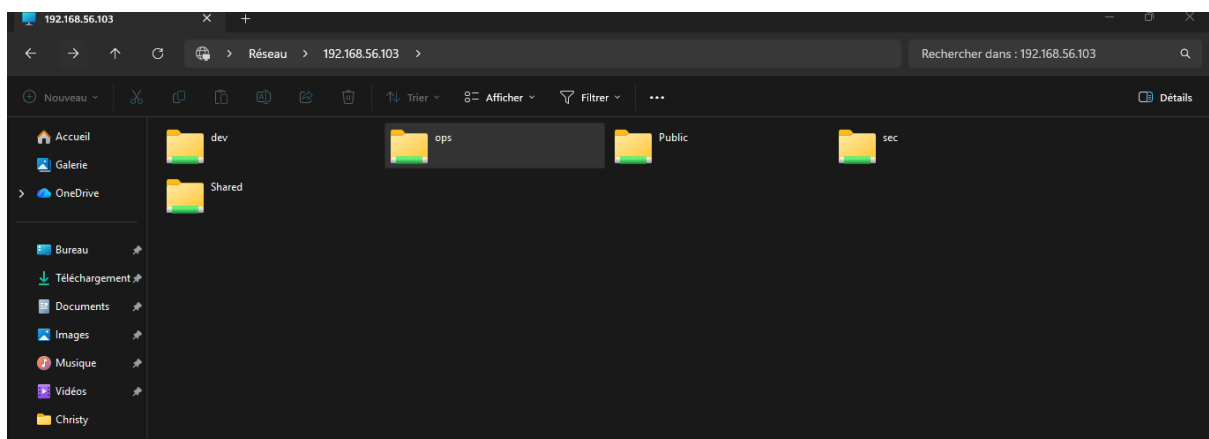 192.168.56.103
Réseau > 192.168.56.103 >
Rechercher dans : 192.168.56.103
Nouveau
Trier
Afficher
Filtrer
Détails
Accueil
Galerie
OneDrive
Bureau
Téléchargement
Documents
Images
Musique
Vidéos
Christy
dev
ops
Public
sec
Shared